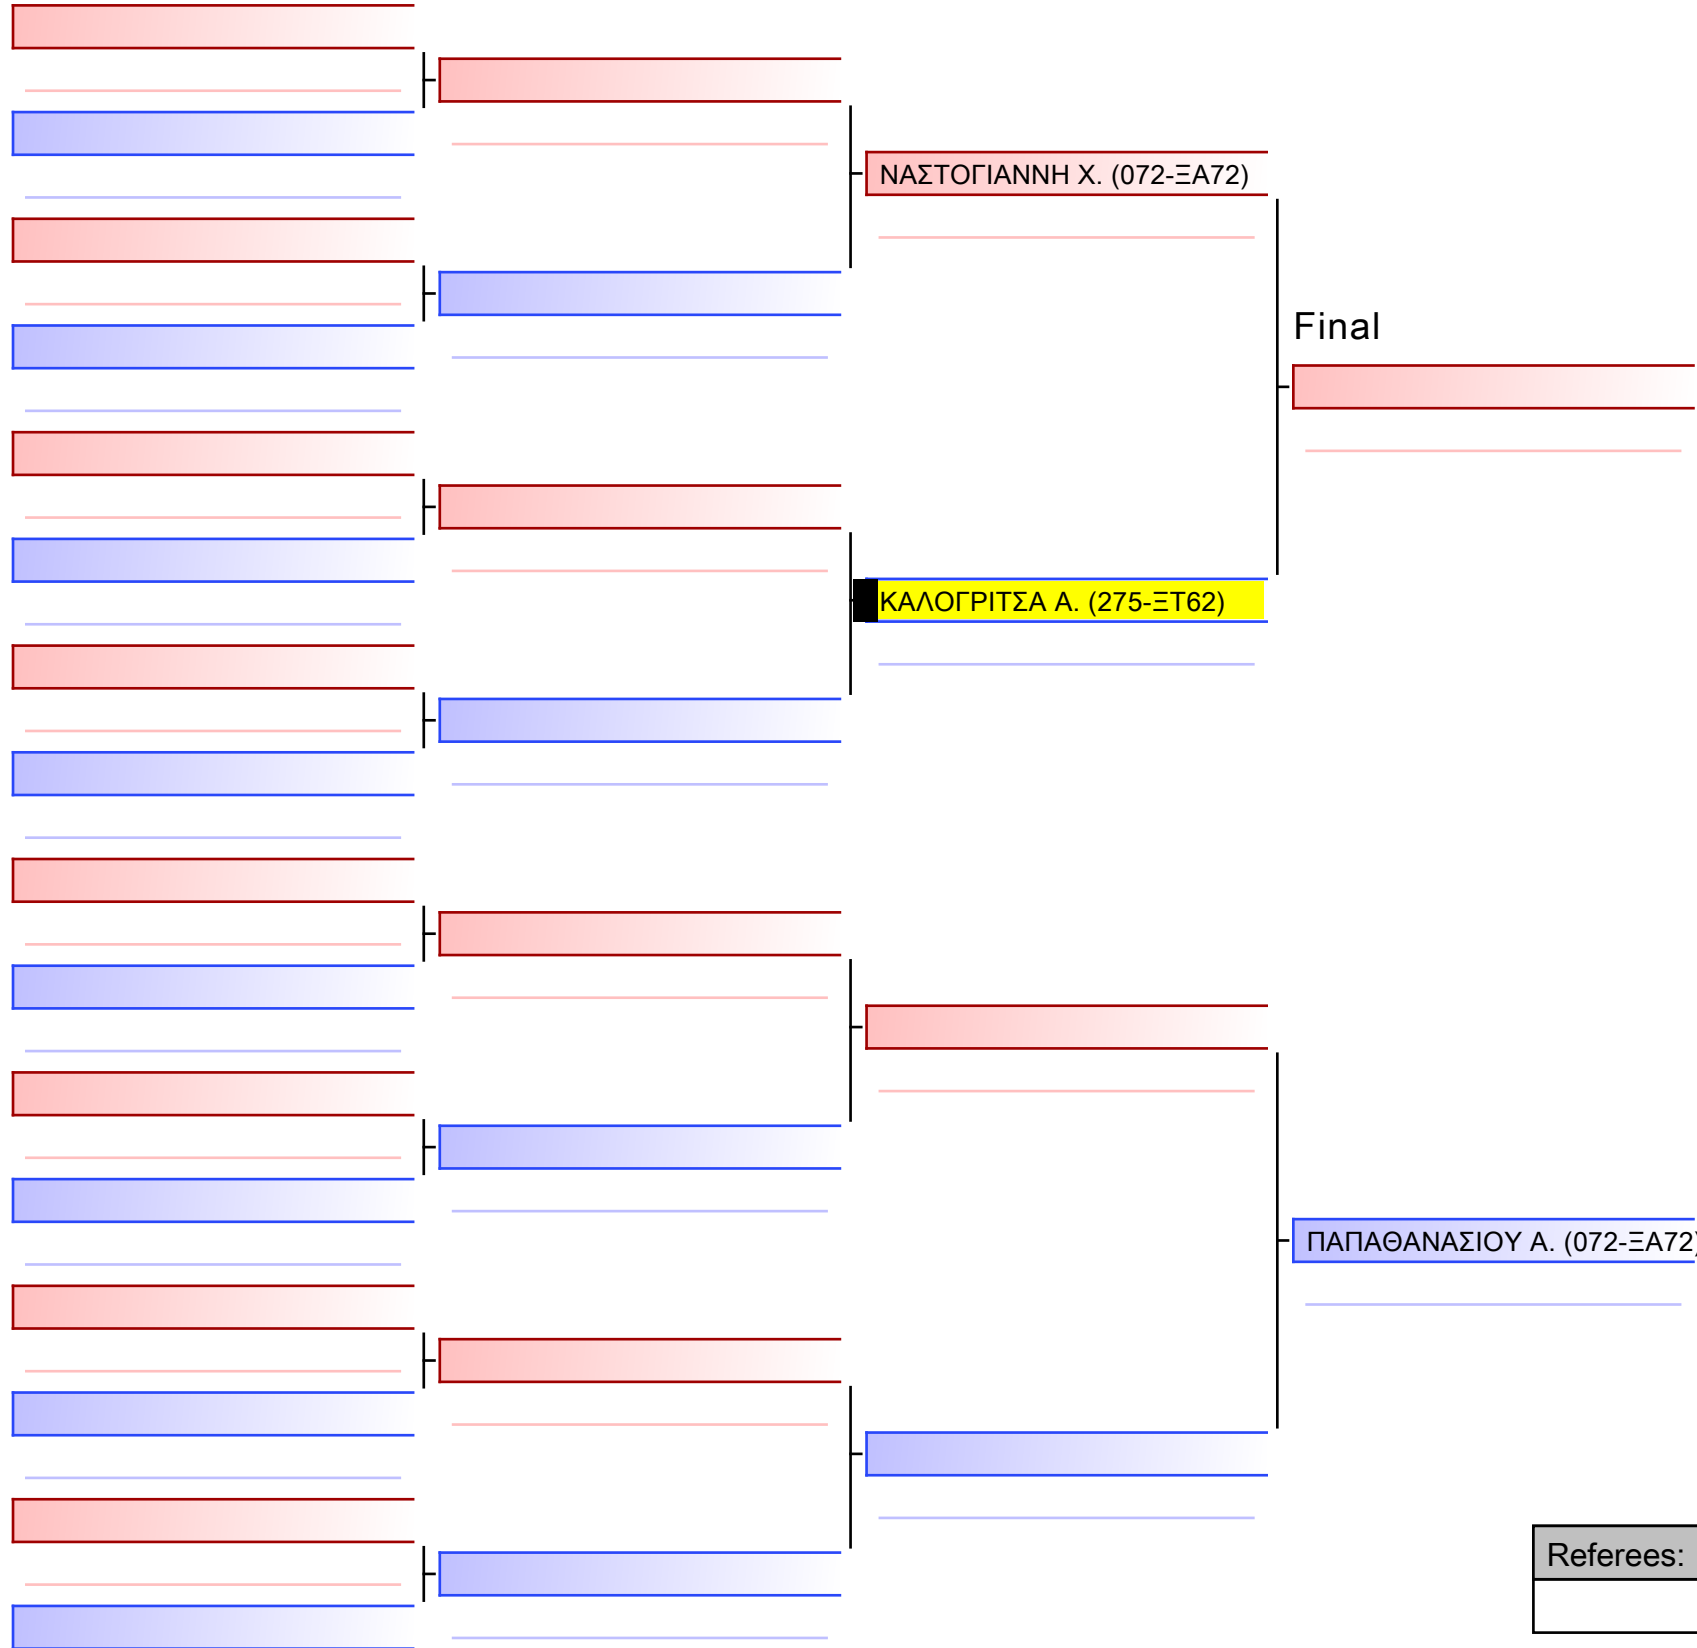 ΝΑΣΤΟΓΙΑΝΝΗ Χ. (072-ΞΑ72)
Final
ΚΑΛΟΓΡΙΤΣΑ Α. (275-ΞΤ62)
ΠΑΠΑΘΑΝΑΣΙΟΥ Α. (072-ΞΑ72)
Referees: